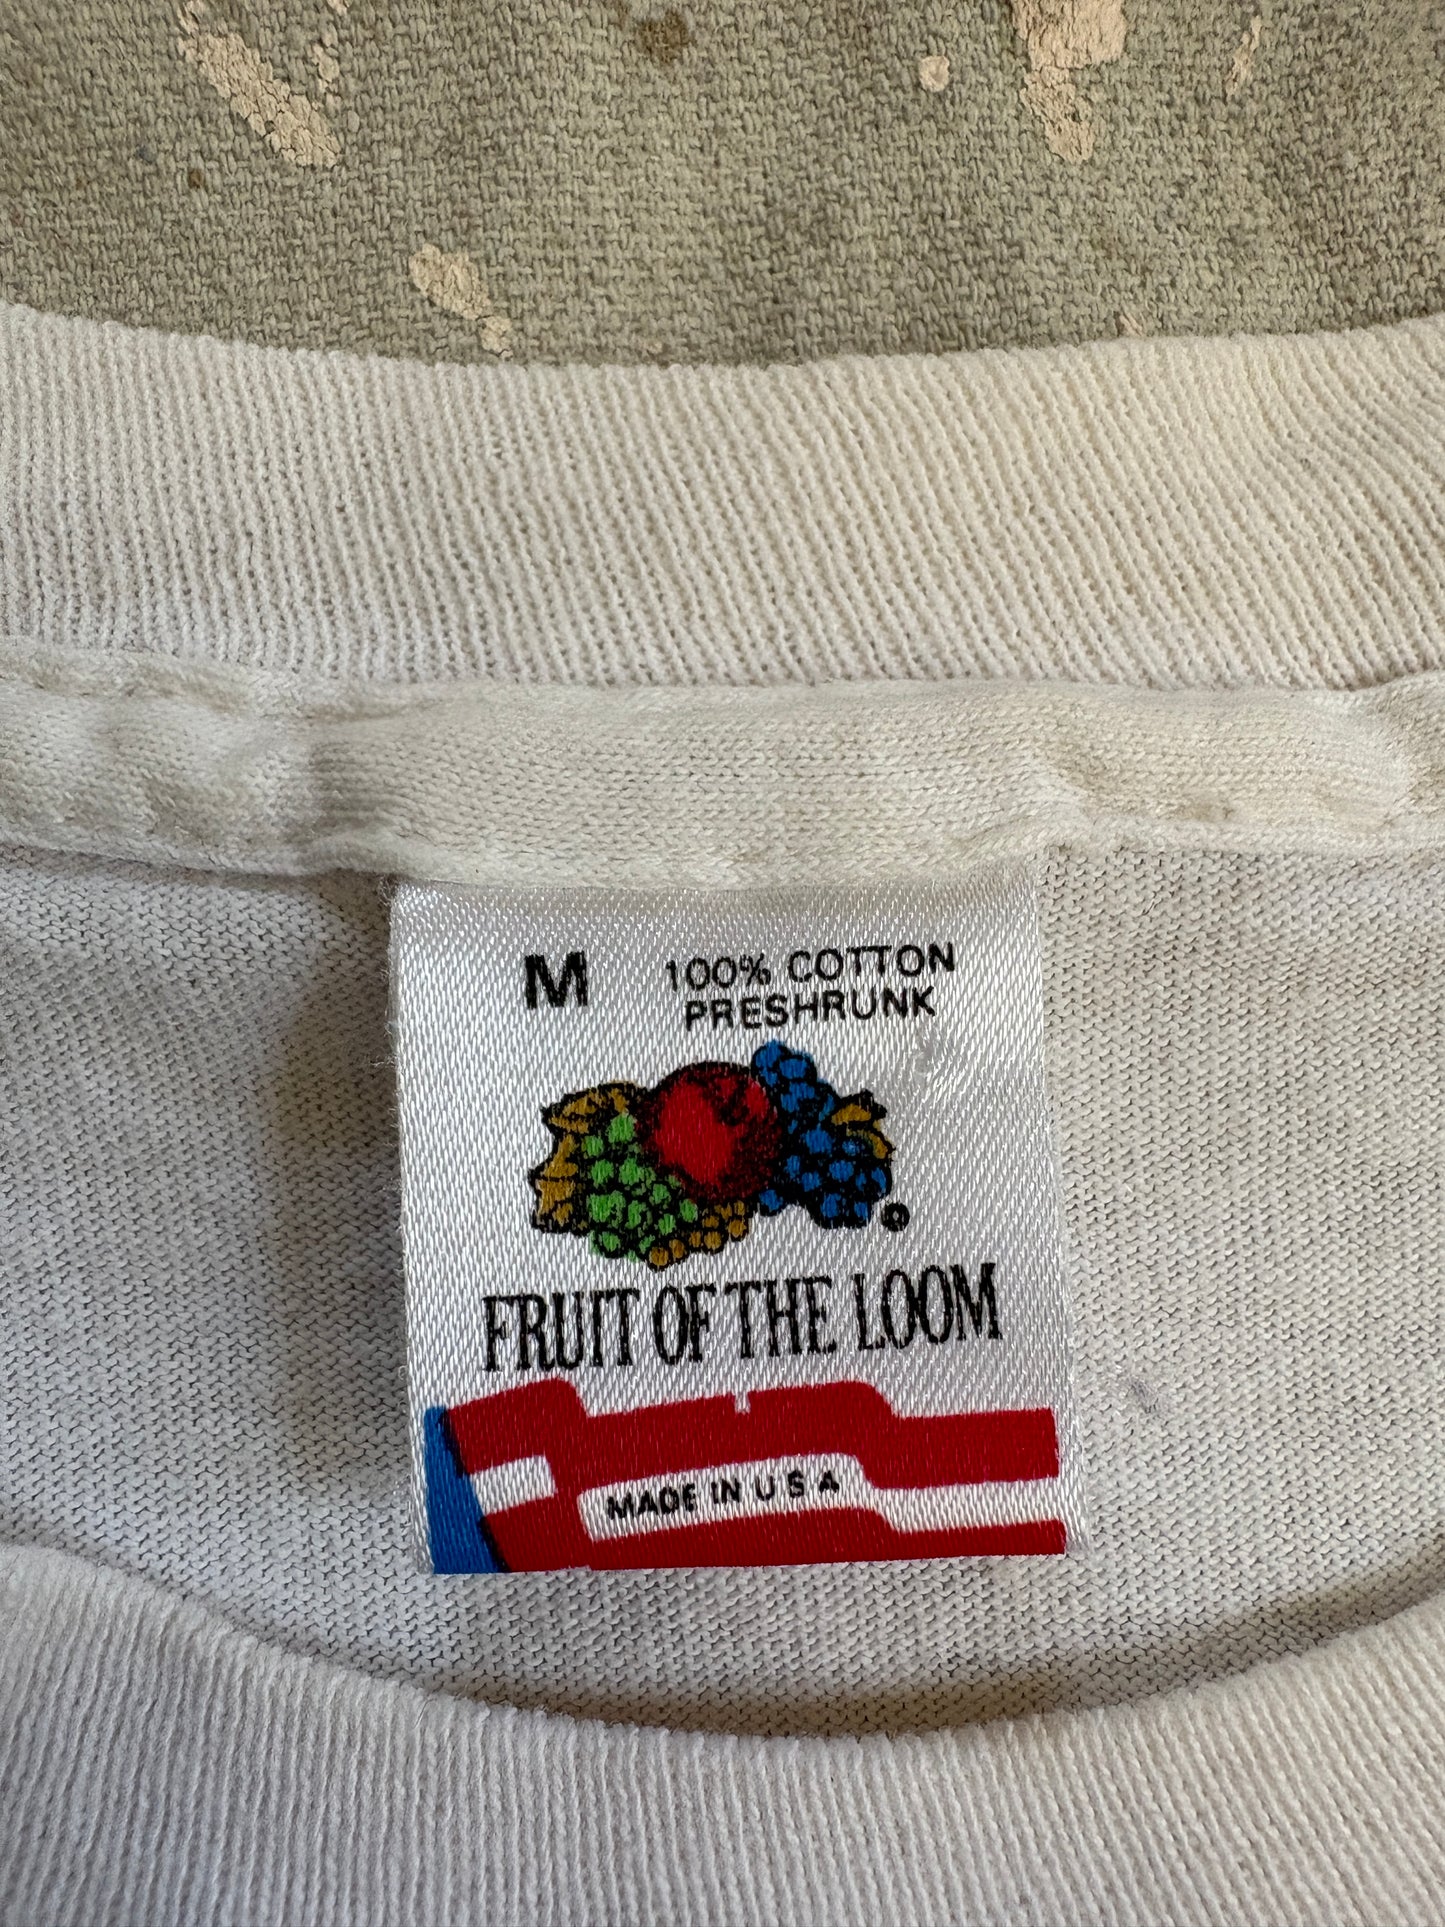 M 100% COTTON
PRESHRUNK
®
FRUIT OF THE LOOM
MADE IN U S A